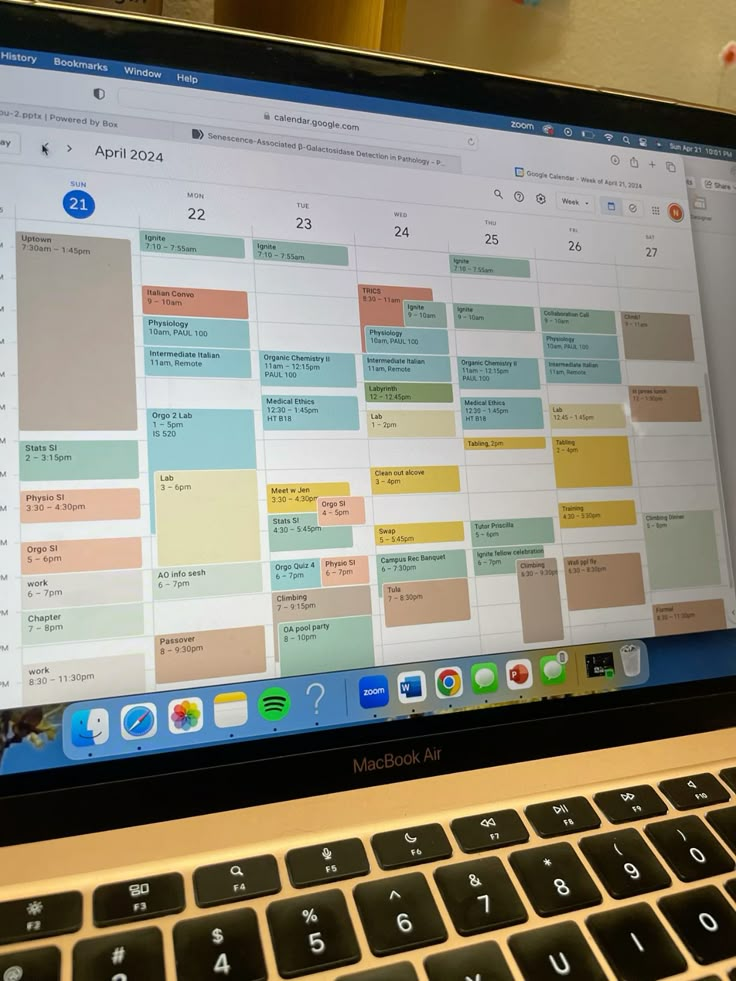 History Bookmarks Window Help
zoom Sun Apr 21 10:51 PM
calendar.google.com
ou-2.pptx | Powered by Box
Senescence-Associated β-Galactosidase Detection in Pathology - P...
Google Calendar - Week of April 21, 2024
Share
ay
April 2024
Week
N
SUN
21
MON
22
TUE
23
WED
24
THU
25
FRI
26
SAT
27
Uptown
7:30am – 1:45pm
Stats SI
2 – 3:15pm
Physio SI
3:30 – 4:30pm
Orgo SI
5 – 6pm
work
6 – 7pm
Chapter
7 – 8pm
work
8:30 – 11:30pm
Ignite
7:10 – 7:55am
Italian Convo
9 – 10am
Physiology
10am, PAUL 100
Intermediate Italian
11am, Remote
Orgo 2 Lab
1 – 5pm
IS 520
Lab
3 – 6pm
AO info sesh
6 – 7pm
Passover
8 – 9:30pm
Ignite
7:10 – 7:55am
Organic Chemistry II
11am – 12:15pm
PAUL 100
Medical Ethics
12:30 – 1:45pm
HT B18
Meet w Jen
3:30 – 4:30pm
Orgo SI
4 – 5pm
Stats SI
4:30 – 5:45pm
Orgo Quiz 4
6 – 7pm
Physio SI
6 – 7pm
Climbing
7 – 9:15pm
OA pool party
8 – 10pm
TRICS
8:30 – 11am
Ignite
9 – 10am
Physiology
10am, PAUL 100
Intermediate Italian
11am, Remote
Labyrinth
12 – 12:45pm
Lab
1 – 2pm
Clean out alcove
3 – 4pm
Swap
5 – 5:45pm
Campus Rec Banquet
6 – 7:30pm
Tula
7 – 8:30pm
Ignite
7:10 – 7:55am
Ignite
9 – 10am
Organic Chemistry II
11am – 12:15pm
PAUL 100
Medical Ethics
12:30 – 1:45pm
HT B18
Tabling, 2pm
Tutor Priscilla
5 – 6pm
Ignite fellow celebration
6 – 7pm
Climbing
6:30 – 9:30pm
Collaboration Call
9 – 10am
Physiology
10am, PAUL 100
Intermediate Italian
11am, Remote
Lab
12:45 – 1:45pm
Tabling
2 – 4pm
Training
4:30 – 5:30pm
Wall ppl fly
6:30 – 8:30pm
Climb?
9 – 11am
lunch
12 – 1:30pm
Climbing Dinner
5 – 8pm
Formal
8:30 – 11:30pm
zoom
W
P
MacBook Air
F2 F3 F4 F5 F6 F7 F8 F9 F10
# $ 4 % 5 ^ 6 & 7 * 8 ( 9 ) 0
U I O